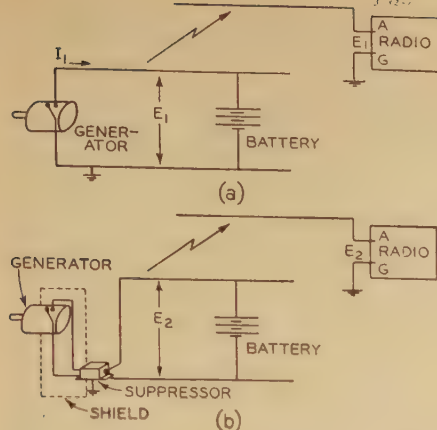 A
RADIO
E1
G
I1
GENER-
ATOR
E1
BATTERY
(a)
A
RADIO
E2
G
GENERATOR
E2
BATTERY
SUPPRESSOR
SHIELD
(b)